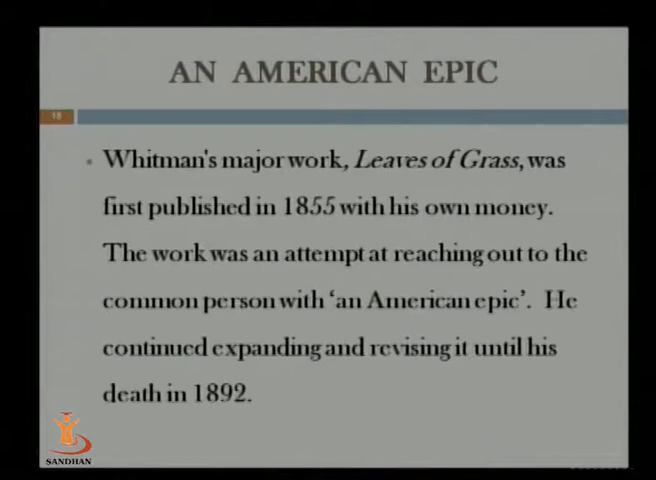 AN AMERICAN EPIC
18
• Whitman's major work, Leaves of Grass, was
first published in 1855 with his own money.
The work was an attempt at reaching out to the
common person with 'an American epic'. He
continued expanding and revising it until his
death in 1892.
SANDHAN